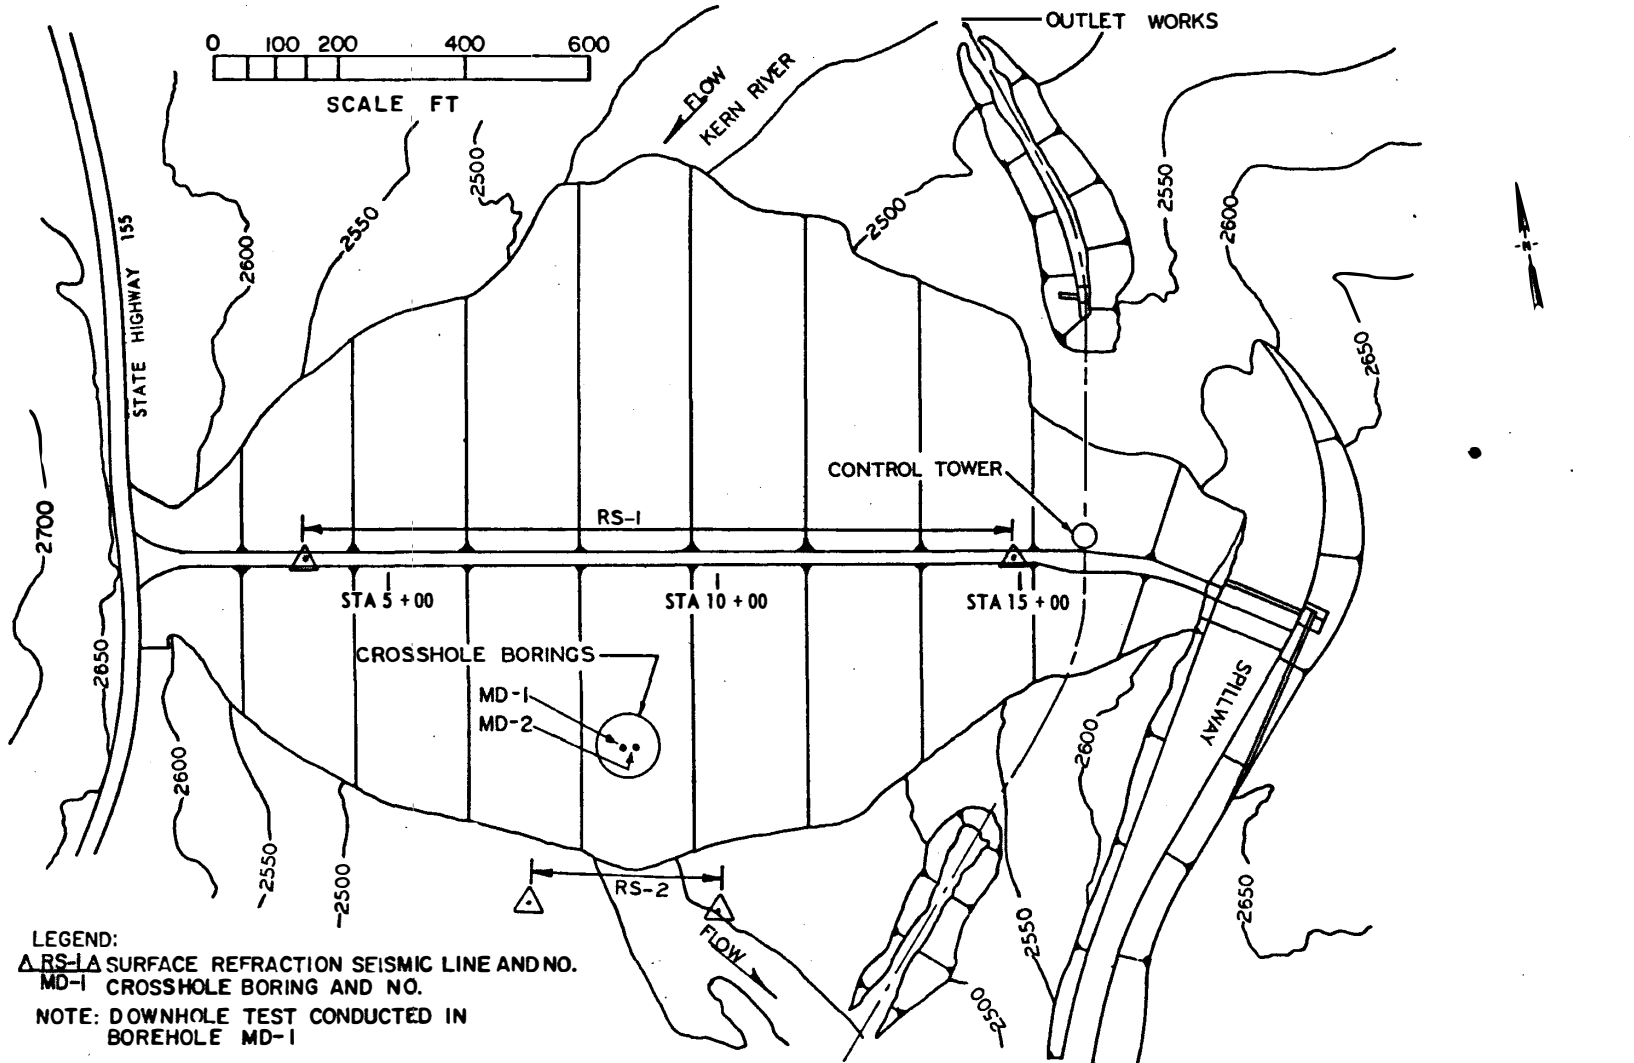 OUTLET WORKS
0 100 200 400 600
SCALE FT
FLOW
KERN RIVER
STATE HIGHWAY 155
2600
2550
2500
2500
2550
2600
2650
N
CONTROL TOWER
RS-1
2700
STA 5+00
STA 10+00
STA 15+00
CROSSHOLE BORINGS
MD-1
MD-2
2650
SPILLWAY
2600
2600
2550
2500
RS-2
2650
FLOW
2550
2500
LEGEND:
RS-1 SURFACE REFRACTION SEISMIC LINE AND NO.
MD-1 CROSSHOLE BORING AND NO.
NOTE: DOWNHOLE TEST CONDUCTED IN
BOREHOLE MD-1